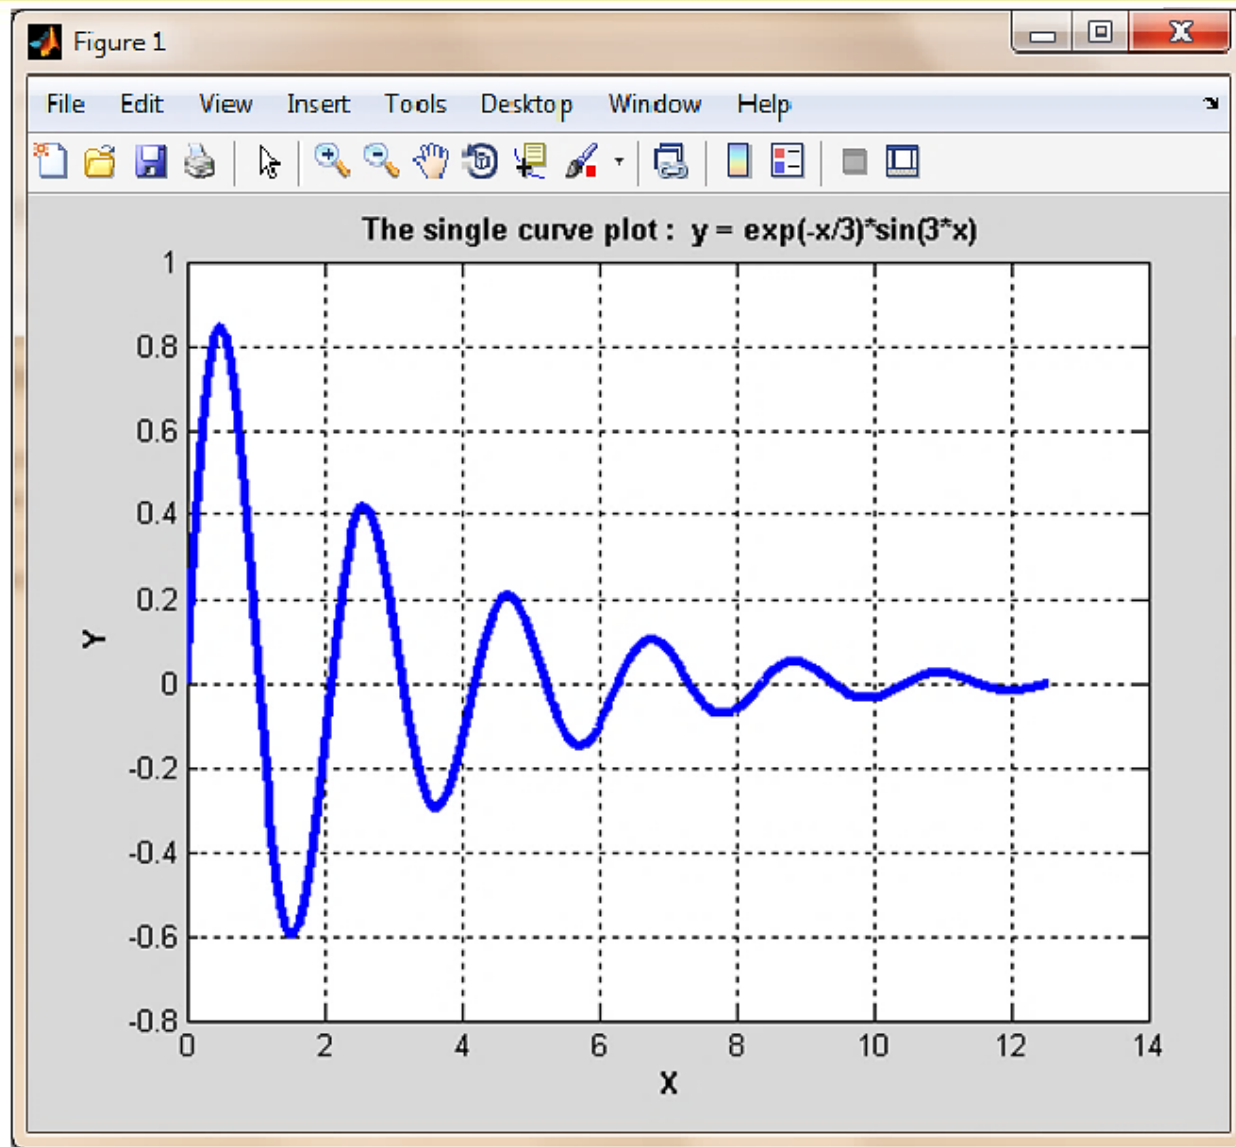 Figure 1
File Edit View Insert Tools Desktop Window Help
The single curve plot : y = exp(-x/3)*sin(3*x)
1
0.8
0.6
0.4
0.2
0
-0.2
-0.4
-0.6
-0.8
Y
0 2 4 6 8 10 12 14
X